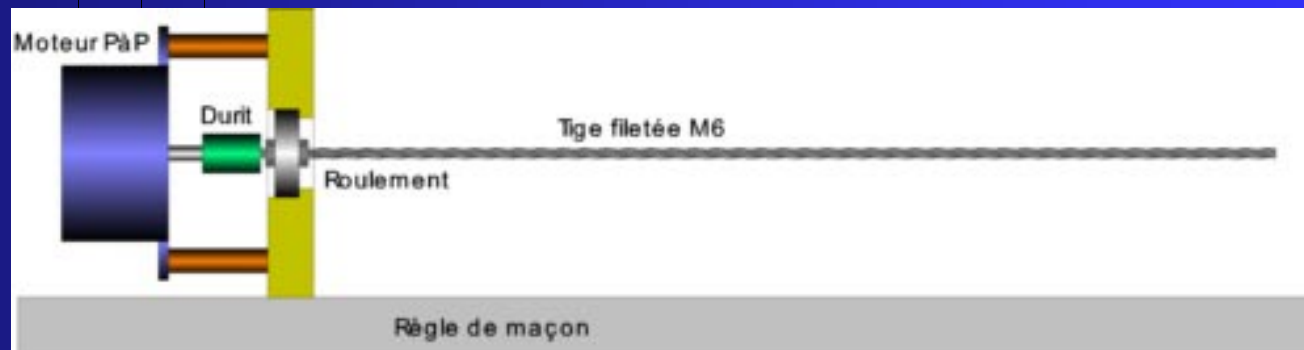 Moteur PàP
Durit
Tige filetée M6
Roulement
Règle de maçon